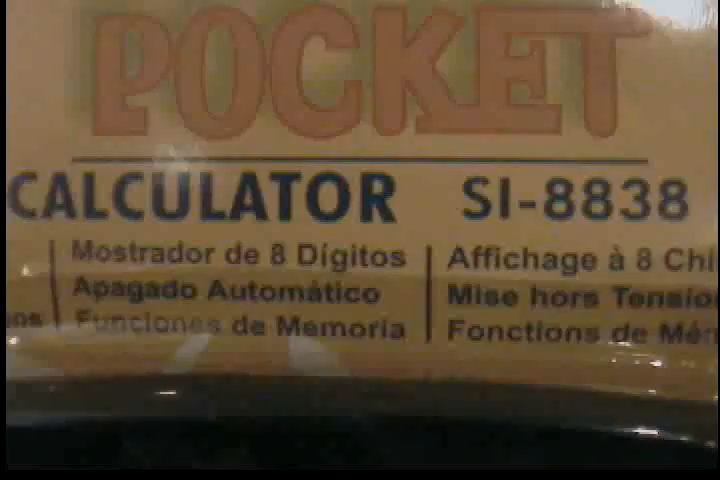 POCKET
CALCULATOR SI-8838
Mostrador de 8 Dígitos
Apagado Automático
Funciones de Memoria
Affichage à 8
Mise hors
Fonctions de